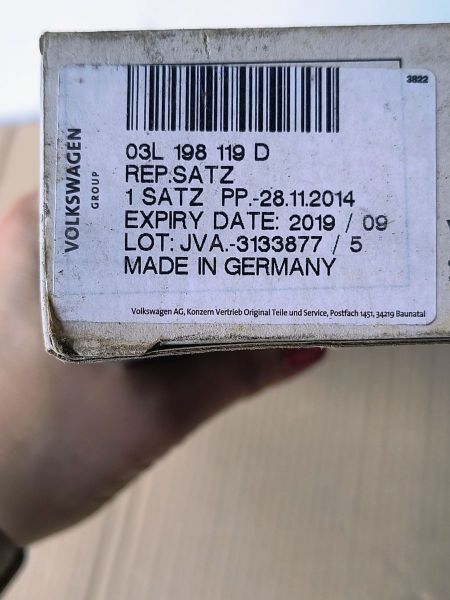 3822
VOLKSWAGEN
GROUP
03L 198 119 D
REP.SATZ
1 SATZ PP.-28.11.2014
EXPIRY DATE: 2019 / 09
LOT: JVA.-3133877 / 5
MADE IN GERMANY
Volkswagen AG, Konzern Vertrieb Original Teile und Service, Postfach 1451, 34219 Baunatal